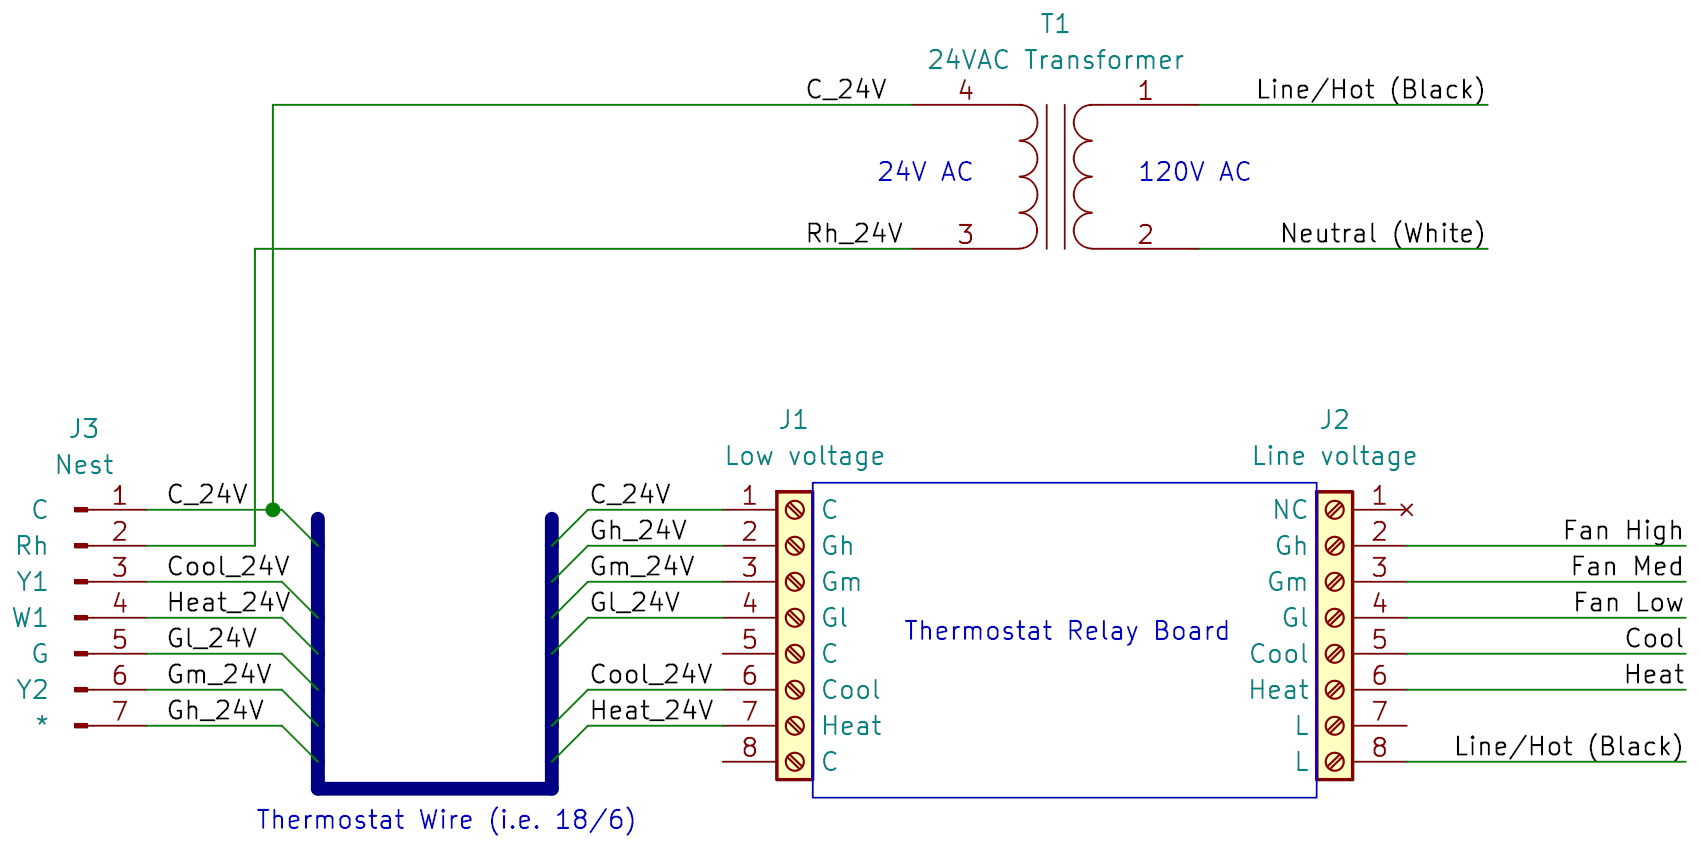 T1
24VAC Transformer
C_24V 4 1 Line/Hot (Black)
24V AC 120V AC
Rh_24V 3 2 Neutral (White)
J3
Nest
J1
Low voltage
J2
Line voltage
C 1 C_24V
Rh 2
Y1 3 Cool_24V
W1 4 Heat_24V
G 5 Gl_24V
Y2 6 Gm_24V
* 7 Gh_24V
Thermostat Wire (i.e. 18/6)
C_24V 1 C
Gh_24V 2 Gh
Gm_24V 3 Gm
Gl_24V 4 Gl
5 C
Cool_24V 6 Cool
Heat_24V 7 Heat
8 C
Thermostat Relay Board
NC 1
Gh 2 Fan High
Gm 3 Fan Med
Gl 4 Fan Low
Cool 5 Cool
Heat 6 Heat
L 7
L 8 Line/Hot (Black)